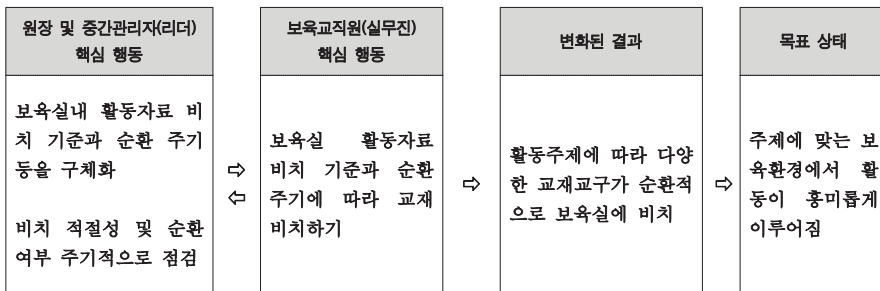 원장 및 중간관리자(리더)
핵심 행동
보육실내 활동자료 비
치 기준과 순환 주기
등을 구체화
비치 적절성 및 순환
여부 주기적으로 점검
⇨
⇦
보육교직원(실무진)
핵심 행동
보육실 활동자료
비치 기준과 순환
주기에 따라 교재
비치하기
⇨
변화된 결과
활동주제에 따라 다양
한 교재교구가 순환적
으로 보육실에 비치
⇨
목표 상태
주제에 맞는 보
육환경에서 활
동이 흥미롭게
이루어짐